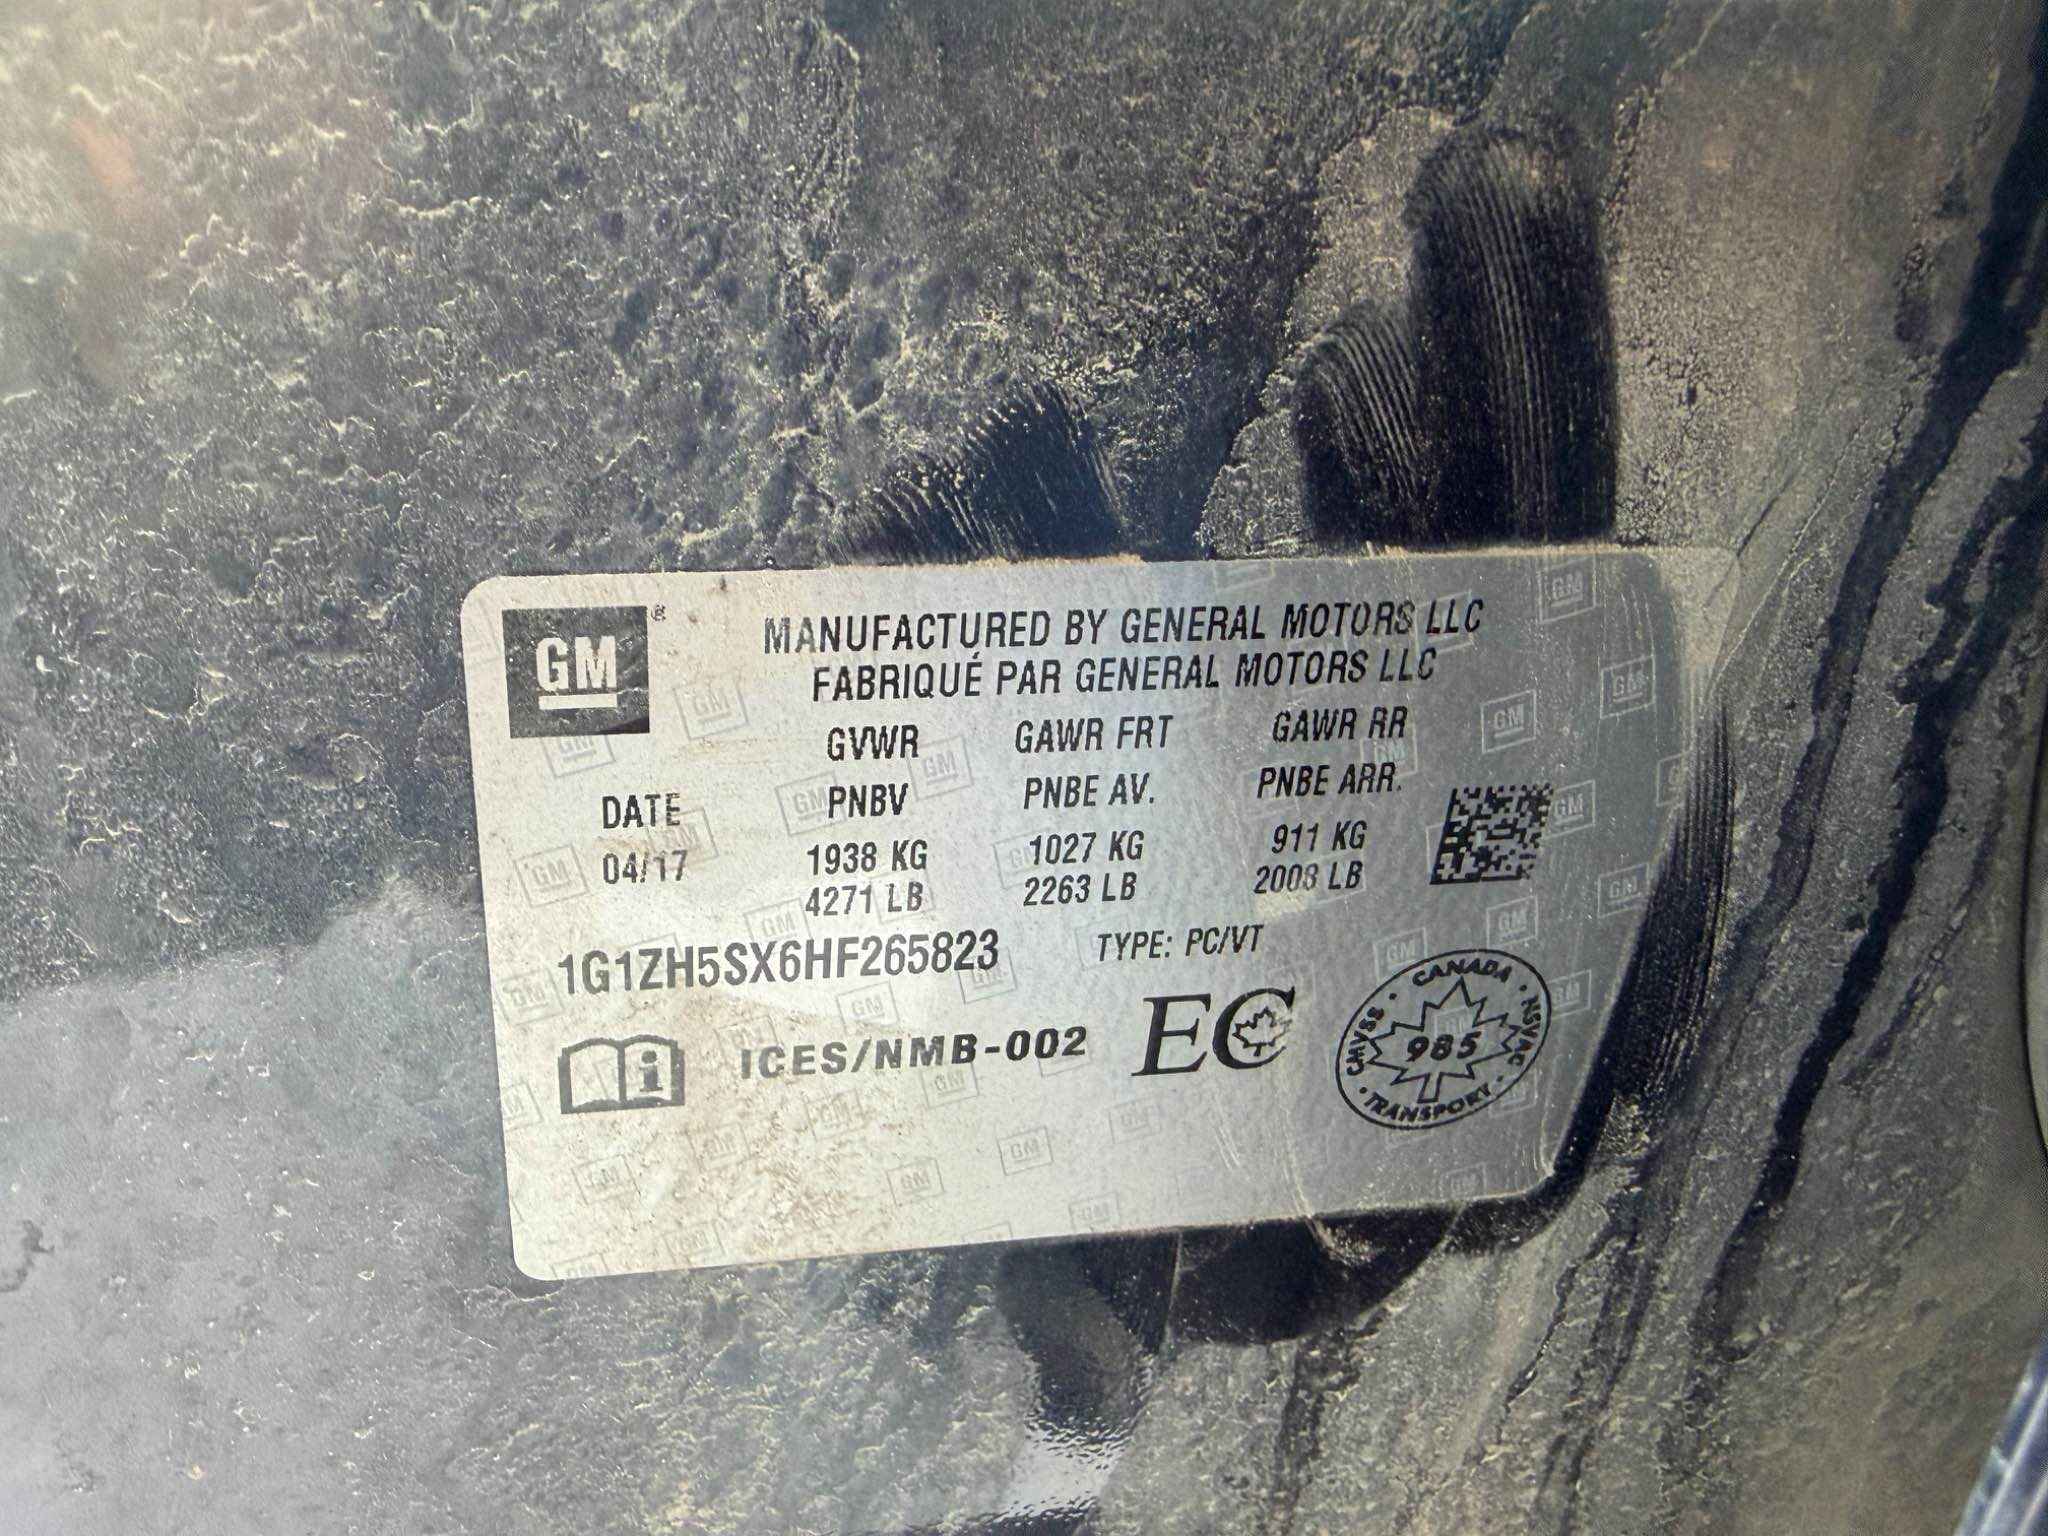 GM®
MANUFACTURED BY GENERAL MOTORS LLC
FABRIQUÉ PAR GENERAL MOTORS LLC
GVWR GAWR FRT GAWR RR
DATE PNBV PNBE AV. PNBE ARR.
04/17 1938 KG 1027 KG 911 KG
4271 LB 2263 LB 2008 LB
1G1ZH5SX6HF265823 TYPE: PC/VT
i ICES/NMB-002 EC
CMVSS · CANADA · NSVAC · TRANSPORT ·
985